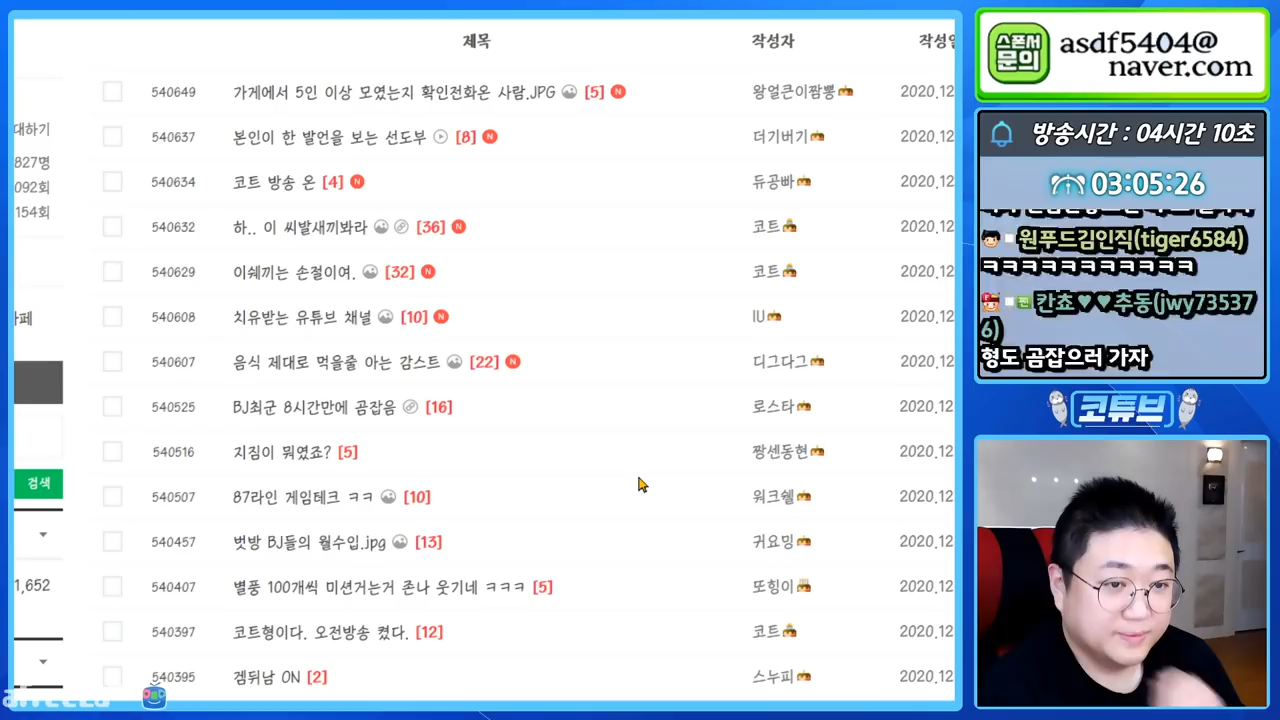 제목 작성자 작성일
540649 가게에서 5인 이상 모였는지 확인전화온 사람.JPG [5] N 왕얼큰이짬뽕 2020.12
540637 본인이 한 발언을 보는 선도부 [8] N 더기버기 2020.12
540634 코트 방송 온 [4] N 듀공빠 2020.12
540632 하.. 이 씨발새끼봐라 [36] N 코트 2020.12
540629 이쉐끼는 손절이여. [32] N 코트 2020.12
540608 치유받는 유튜브 채널 [10] N IU 2020.12
540607 음식 제대로 먹을줄 아는 감스트 [22] N 디그다그 2020.12
540525 BJ최군 8시간만에 곰잡음 [16] 로스타 2020.12
540516 지짐이 뭐였죠? [5] 짱센동현 2020.12
540507 87라인 게임테크 ㅋㅋ [10] 워크쉘 2020.12
540457 벗방 BJ들의 월수입.jpg [13] 귀요밍 2020.12
540407 별풍 100개씩 미션거는거 존나 웃기네 ㅋㅋㅋ [5] 또힝이 2020.12
540397 코트형이다. 오전방송 켰다. [12] 코트 2020.12
540395 겜뒤남 ON [2] 스누피 2020.12
대하기
827명
092회
154회
카페
검색
1,652
스폰서
문의
asdf5404@
naver.com
방송시간 : 04시간 10초
03:05:26
원푸드김인직(tiger6584)
ㅋㅋㅋㅋㅋㅋㅋㅋㅋㅋㅋ
찐 칸쵸♥♥추동(jwy73537
6)
형도 곰잡으러 가자
코튜브